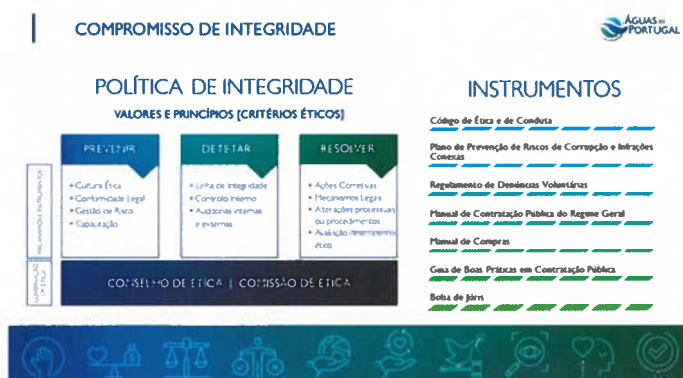 COMPROMISSO DE INTEGRIDADE
ÁGUAS DE
PORTUGAL
POLÍTICA DE INTEGRIDADE
VALORES E PRINCÍPIOS [CRITÉRIOS ÉTICOS]
PREVENIR
• Cultura Ética
• Conformidade Legal
• Gestão de Risco
• Capacitação
DETETAR
• Linha de Integridade
• Controlo Interno
• Auditorias internas
e externas
RESOLVER
• Ações Corretivas
• Mecanismos Legais
• Alterações processuais
ou procedimentos
• Avaliação desempenho
ético
CONSELHO DE ÉTICA | COMISSÃO DE ÉTICA
INSTRUMENTOS
Código de Ética e de Conduta
Plano de Prevenção de Riscos de Corrupção e Infrações
Conexas
Regulamento de Denúncias Voluntárias
Manual de Contratação Pública do Regime Geral
Manual de Compras
Guia de Boas Práticas em Contratação Pública
Bolsa de Júris